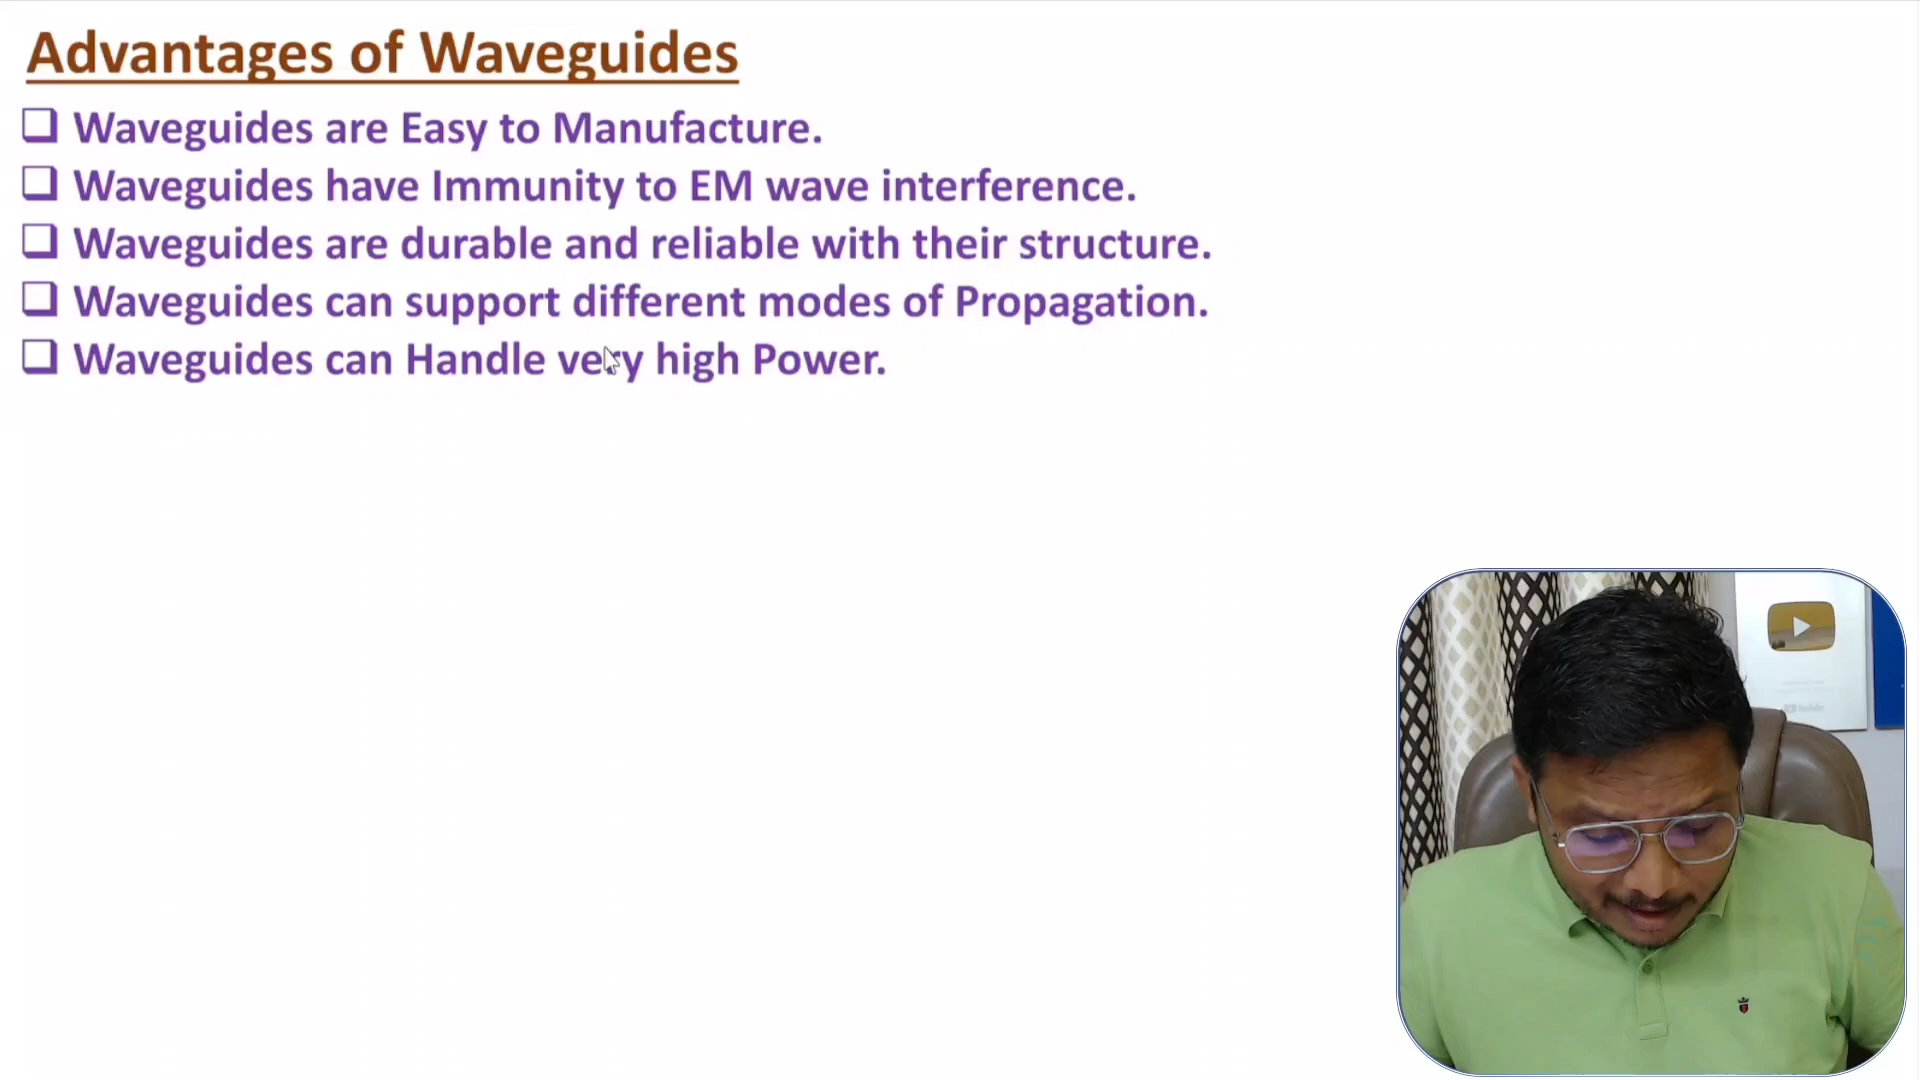 Advantages of Waveguides
Waveguides are Easy to Manufacture.
Waveguides have Immunity to EM wave interference.
Waveguides are durable and reliable with their structure.
Waveguides can support different modes of Propagation.
Waveguides can Handle very high Power.